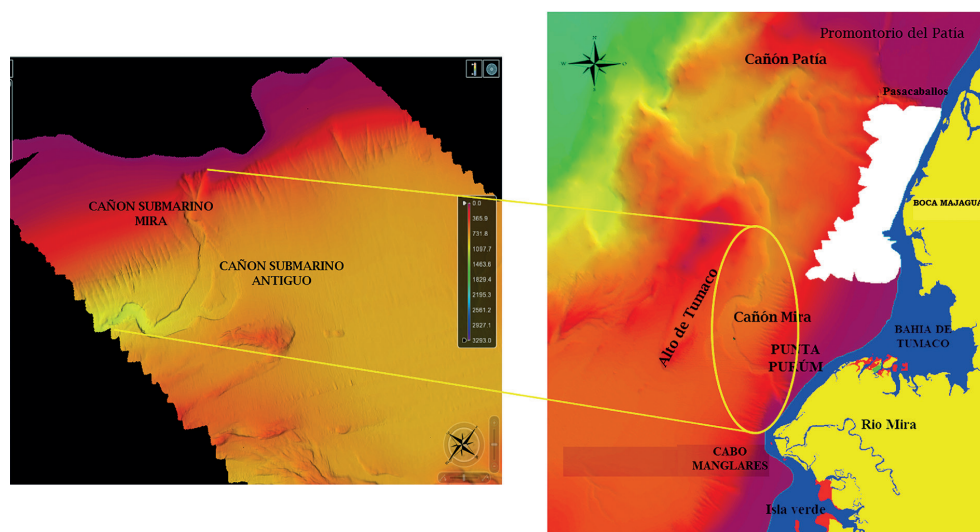 CAÑON SUBMARINO
MIRA
CAÑON SUBMARINO
ANTIGUO
0.0
365.9
731.8
1097.7
1463.6
1829.4
2195.3
2561.2
2927.1
3293.0
Promontorio del Patía
Cañón Patía
Pasacaballos
BOCA MAJAGUA
Alto de Tumaco
Cañón Mira
BAHIA DE
TUMACO
PUNTA
PURÚM
Rio Mira
CABO
MANGLARES
Isla verde